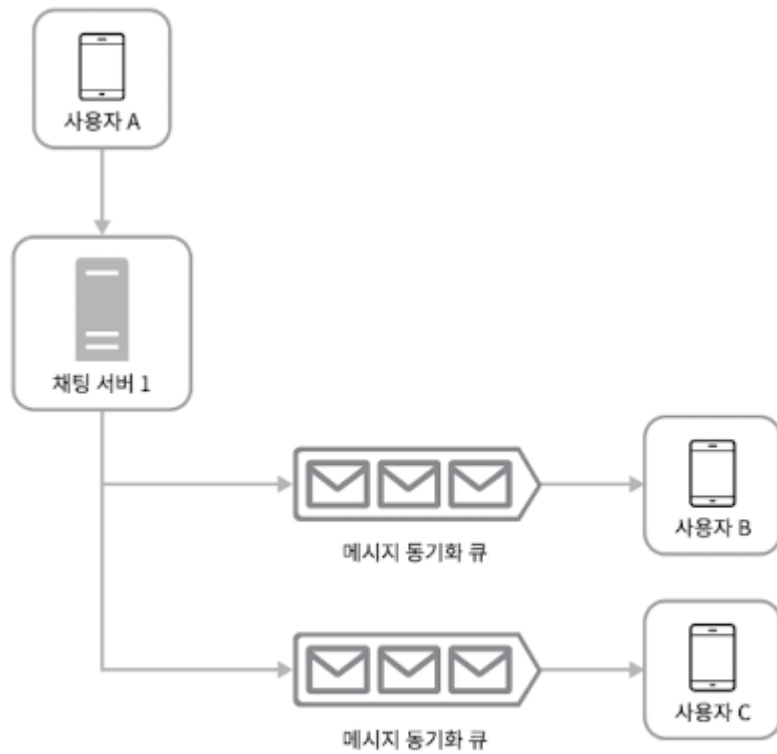 사용자 A
채팅 서버 1
메시지 동기화 큐
사용자 B
메시지 동기화 큐
사용자 C